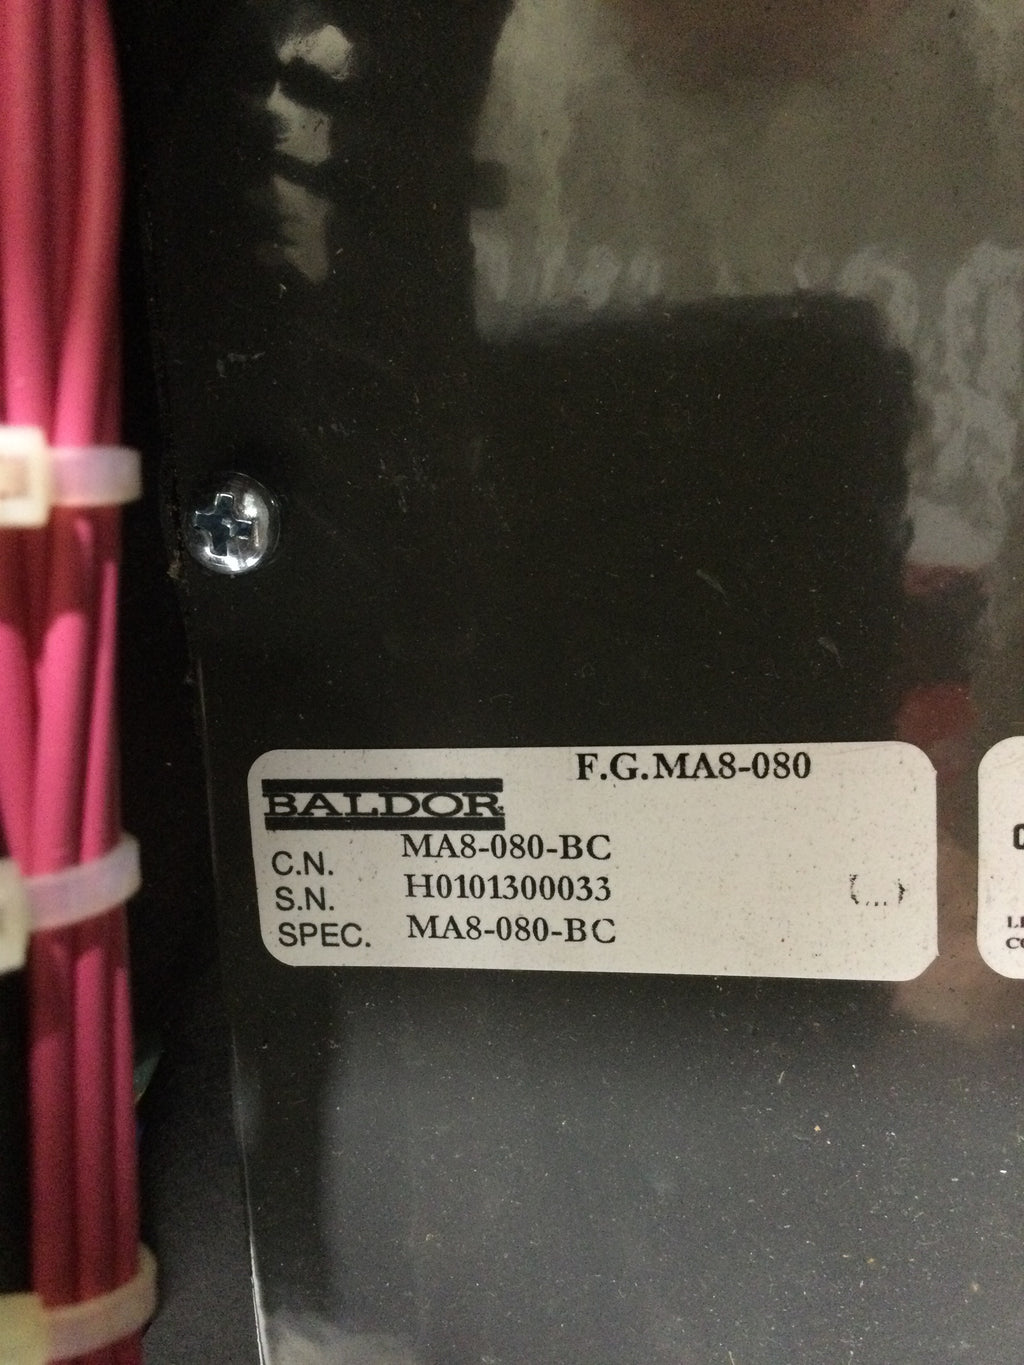 F.G.MA8-080
BALDOR
C.N. MA8-080-BC
S.N. H0101300033
SPEC. MA8-080-BC